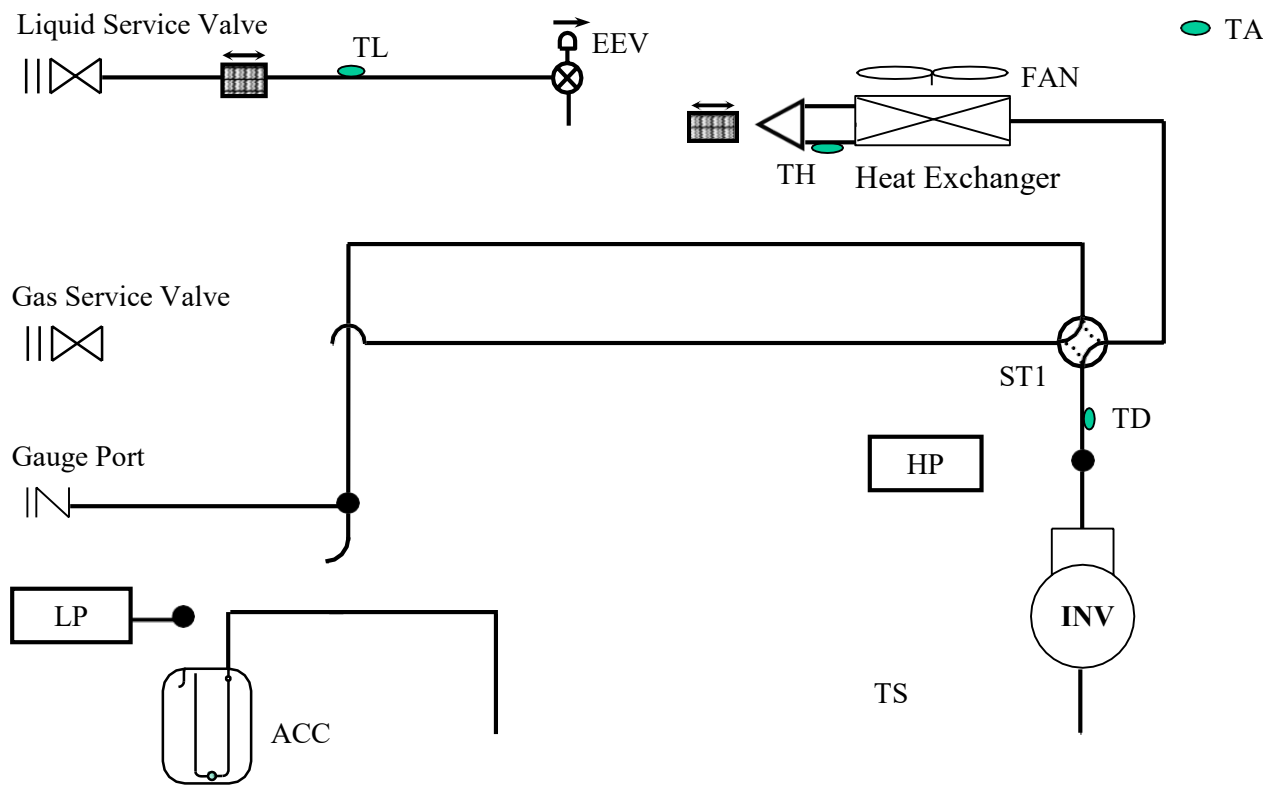 Liquid Service Valve
TL
EEV
TA
FAN
TH
Heat Exchanger
Gas Service Valve
ST1
TD
Gauge Port
HP
LP
INV
TS
ACC